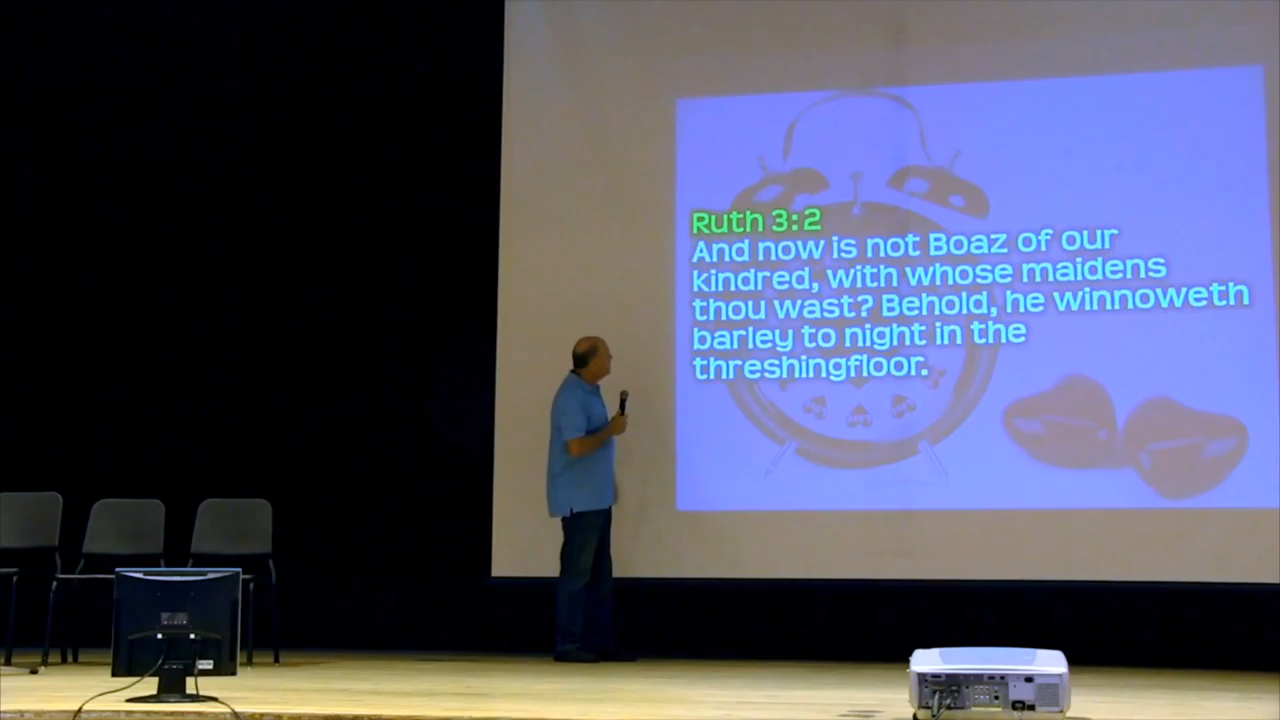 Ruth 3:2
And now is not Boaz of our
kindred, with whose maidens
thou wast? Behold, he winnoweth
barley to night in the
threshingfloor.